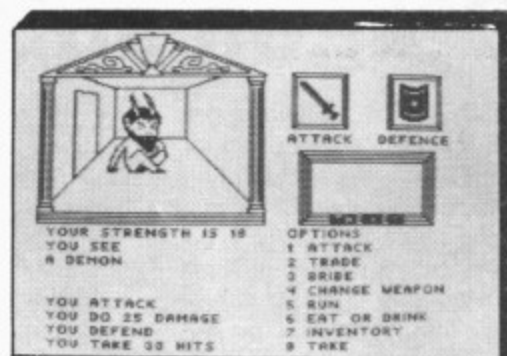 ATTACK
DEFENCE
YOUR STRENGTH IS 18
YOU SEE
A DEMON
YOU ATTACK
YOU DO 25 DAMAGE
YOU DEFEND
YOU TAKE 30 HITS
OPTIONS
1 ATTACK
2 TRADE
3 BRIBE
4 CHANGE WEAPON
5 RUN
6 EAT OR DRINK
7 INVENTORY
8 TAKE